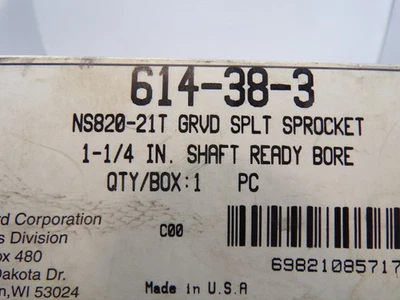 614-38-3
NS820-21T GRVD SPLT SPROCKET
1-1/4 IN. SHAFT READY BORE
QTY/BOX:1 PC
rd Corporation
s Division
ox 480
Dakota Dr.
n, WI 53024
C00
Made in U.S.A
69821085717